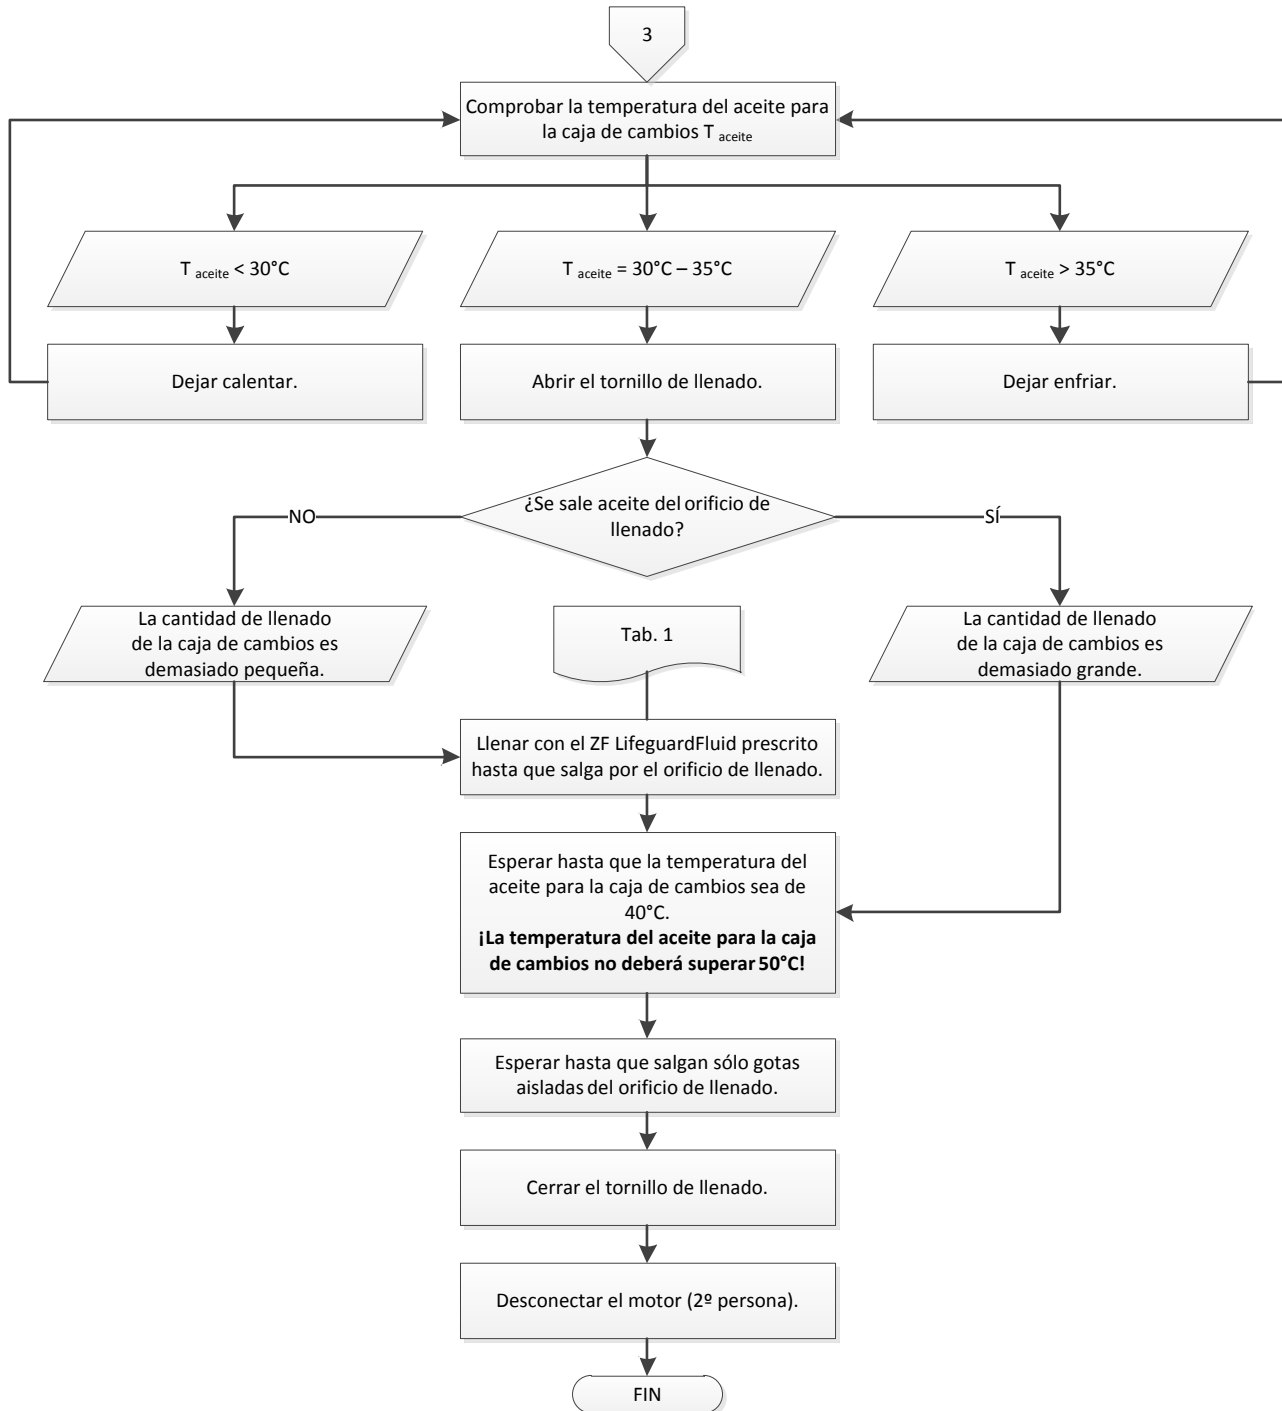 3
Comprobar la temperatura del aceite para
la caja de cambios T aceite
T aceite < 30°C
T aceite = 30°C – 35°C
T aceite > 35°C
Dejar calentar.
Abrir el tornillo de llenado.
Dejar enfriar.
¿Se sale aceite del orificio de
llenado?
NO
SÍ
La cantidad de llenado
de la caja de cambios es
demasiado pequeña.
Tab. 1
La cantidad de llenado
de la caja de cambios es
demasiado grande.
Llenar con el ZF LifeguardFluid prescrito
hasta que salga por el orificio de llenado.
Esperar hasta que la temperatura del
aceite para la caja de cambios sea de
40°C.
¡La temperatura del aceite para la caja
de cambios no deberá superar 50°C!
Esperar hasta que salgan sólo gotas
aisladas del orificio de llenado.
Cerrar el tornillo de llenado.
Desconectar el motor (2º persona).
FIN